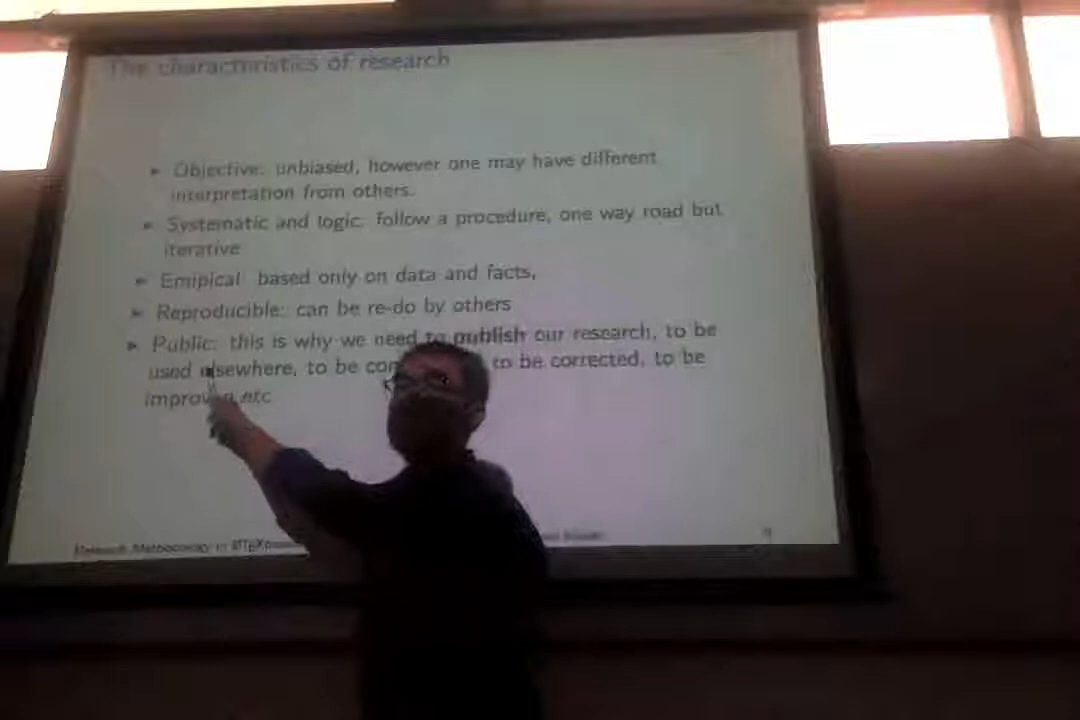 The characteristics of research
Objective: unbiased, however one may have different
interpretation from others.
Systematic and logic: follow a procedure, one way road but
iterative
Emipical: based only on data and facts,
Reproducible: can be re-do by others
Public: this is why we need to publish our research, to be
used elsewhere, to be to be corrected, to be
etc
Research Methodology in